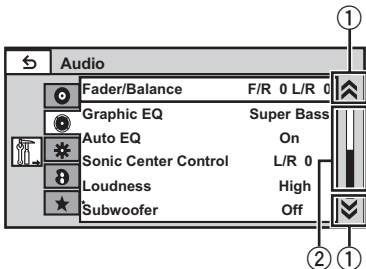 ①
Audio
Fader/Balance F/R 0 L/R 0
Graphic EQ Super Bass
Auto EQ On
Sonic Center Control L/R 0
Loudness High
Subwoofer Off
② ①